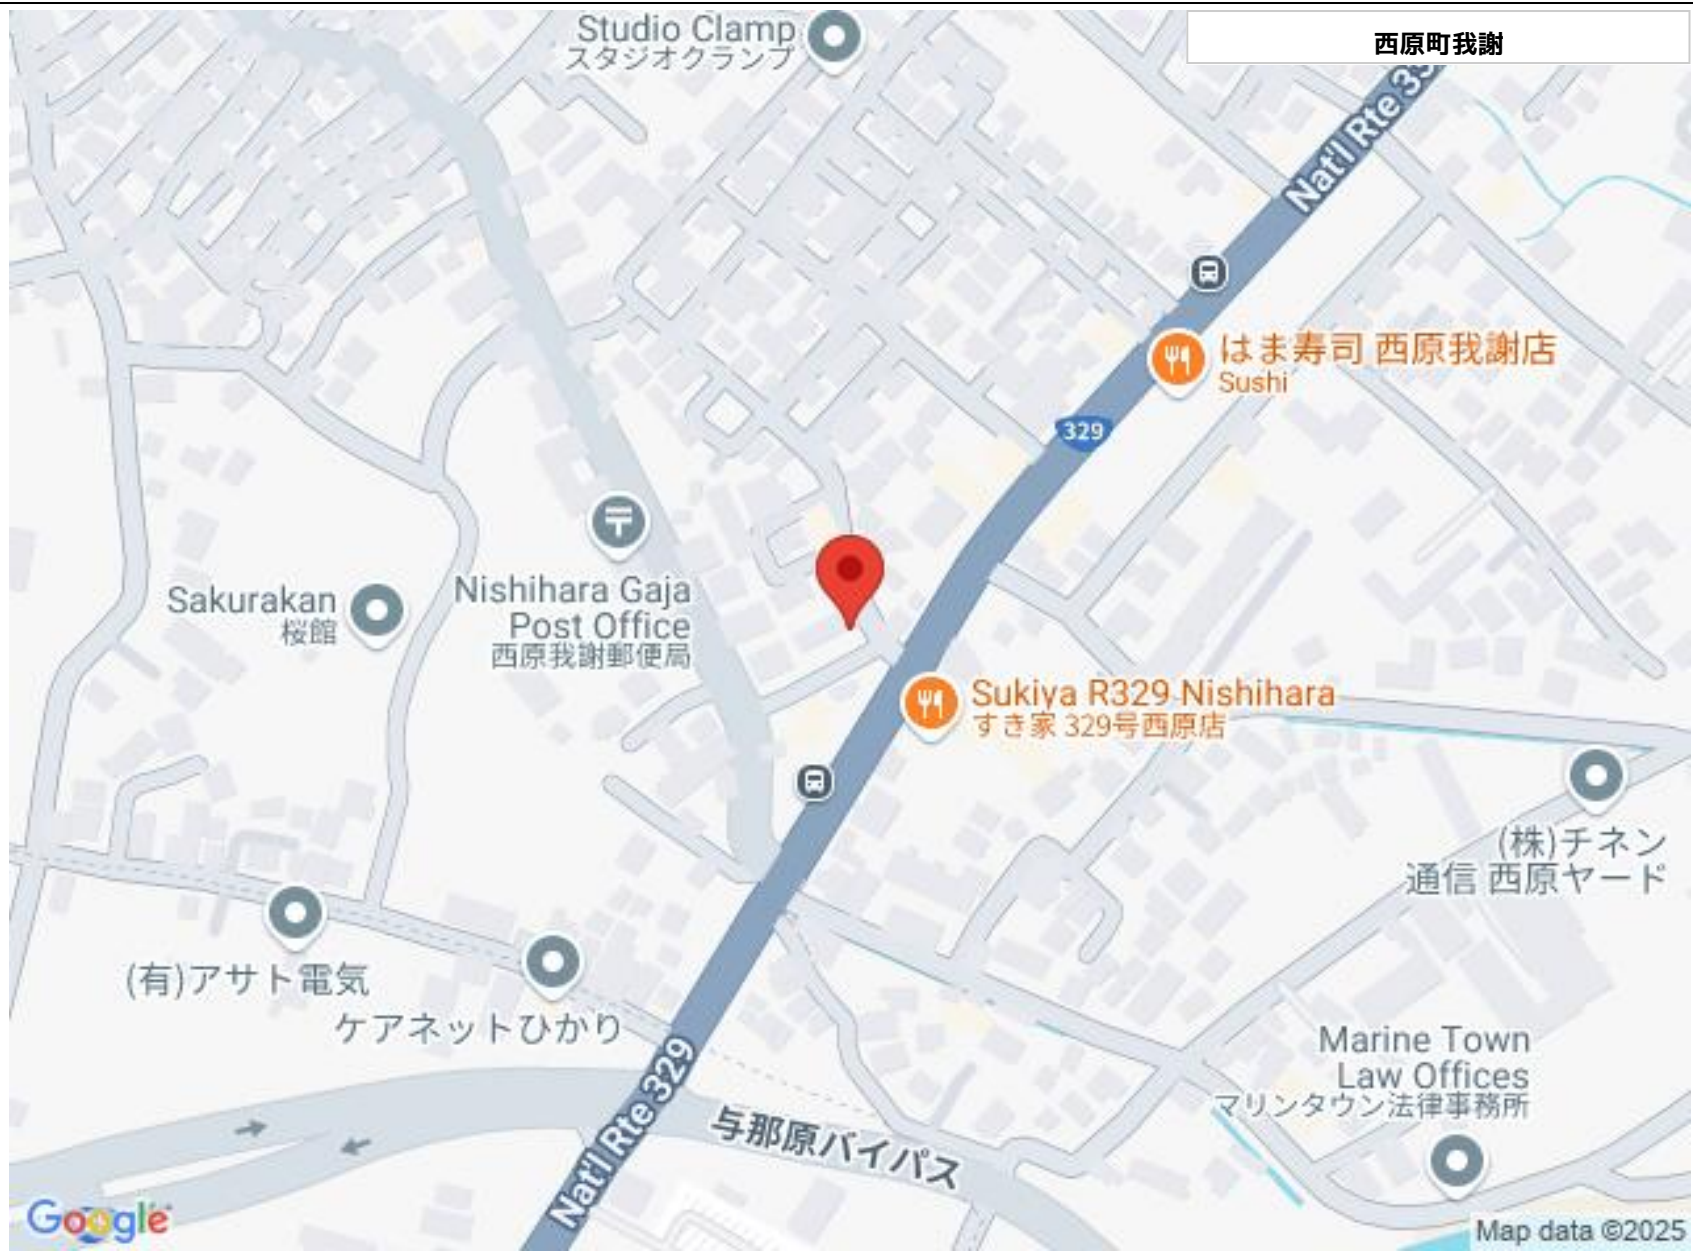 Studio Clamp
スタジオクランプ
西原町我謝
Nat'l Rte 33
はま寿司 西原我謝店
Sushi
329
Nishihara Gaja
Post Office
西原我謝郵便局
Sakurakan
桜館
Sukiya R329 Nishihara
すき家 329号西原店
(株)チネン
通信 西原ヤード
(有)アサト電気
ケアネットひかり
Nat'l Rte 329
与那原バイパス
Marine Town
Law Offices
マリンタウン法律事務所
Google
Map data ©2025